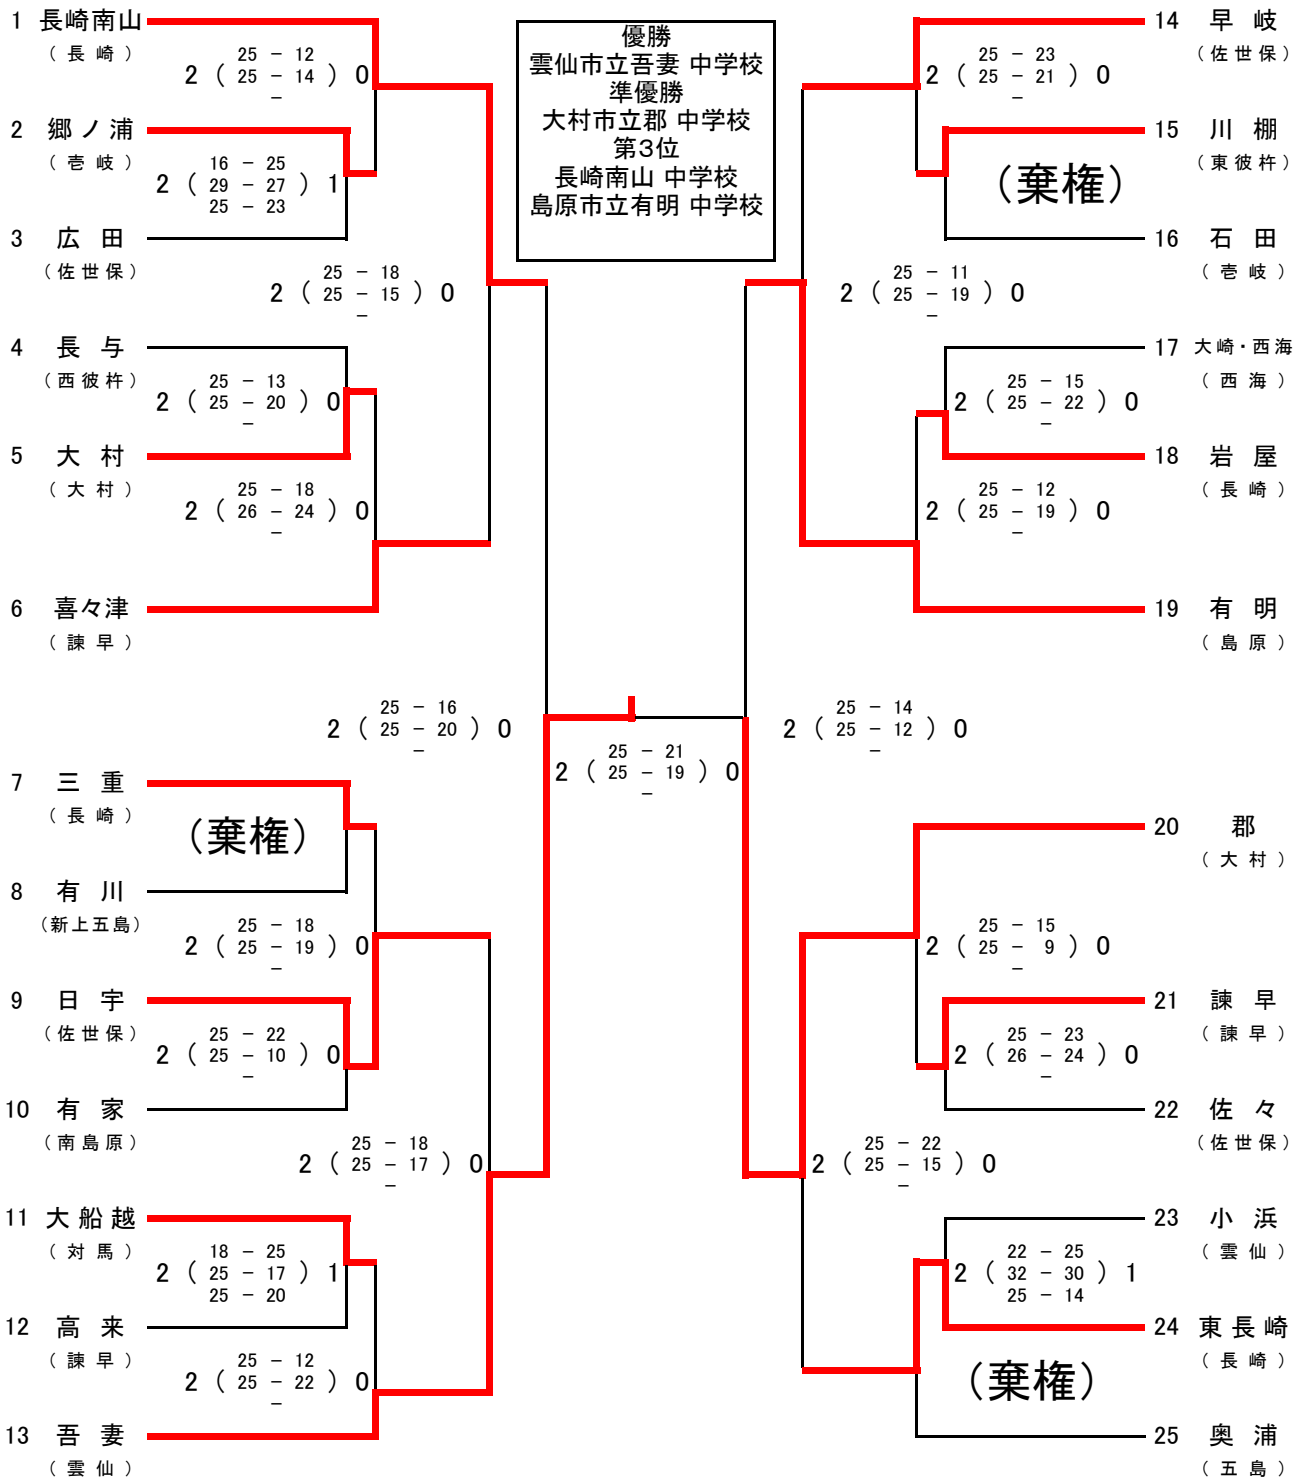 優勝
雲仙市立吾妻 中学校
準優勝
大村市立郡 中学校
第3位
長崎南山 中学校
島原市立有明 中学校
1 長崎南山
（長崎）
25 － 12
2 （ 25 － 14 ） 0
－
2 郷ノ浦
（壱岐）
16 － 25
2 （ 29 － 27 ） 1
25 － 23
3 広田
（佐世保）
25 － 18
2 （ 25 － 15 ） 0
－
4 長与
（西彼杵）
25 － 13
2 （ 25 － 20 ） 0
－
5 大村
（大村）
25 － 18
2 （ 26 － 24 ） 0
－
6 喜々津
（諫早）
25 － 16
2 （ 25 － 20 ） 0
－
7 三重
（長崎）
（棄権）
8 有川
（新上五島）
25 － 18
2 （ 25 － 19 ） 0
－
9 日宇
（佐世保）
25 － 22
2 （ 25 － 10 ） 0
－
10 有家
（南島原）
25 － 18
2 （ 25 － 17 ） 0
－
11 大船越
（対馬）
18 － 25
2 （ 25 － 17 ） 1
25 － 20
12 高来
（諫早）
25 － 12
2 （ 25 － 22 ） 0
－
13 吾妻
（雲仙）
25 － 21
2 （ 25 － 19 ） 0
－
14 早岐
（佐世保）
25 － 23
2 （ 25 － 21 ） 0
－
15 川棚
（東彼杵）
（棄権）
16 石田
（壱岐）
25 － 11
2 （ 25 － 19 ） 0
－
17 大崎・西海
（西海）
25 － 15
2 （ 25 － 22 ） 0
－
18 岩屋
（長崎）
25 － 12
2 （ 25 － 19 ） 0
－
19 有明
（島原）
25 － 14
2 （ 25 － 12 ） 0
－
20 郡
（大村）
25 － 15
2 （ 25 － 9 ） 0
－
21 諫早
（諫早）
25 － 23
2 （ 26 － 24 ） 0
－
22 佐々
（佐世保）
25 － 22
2 （ 25 － 15 ） 0
－
23 小浜
（雲仙）
22 － 25
2 （ 32 － 30 ） 1
25 － 14
24 東長崎
（長崎）
（棄権）
25 奥浦
（五島）